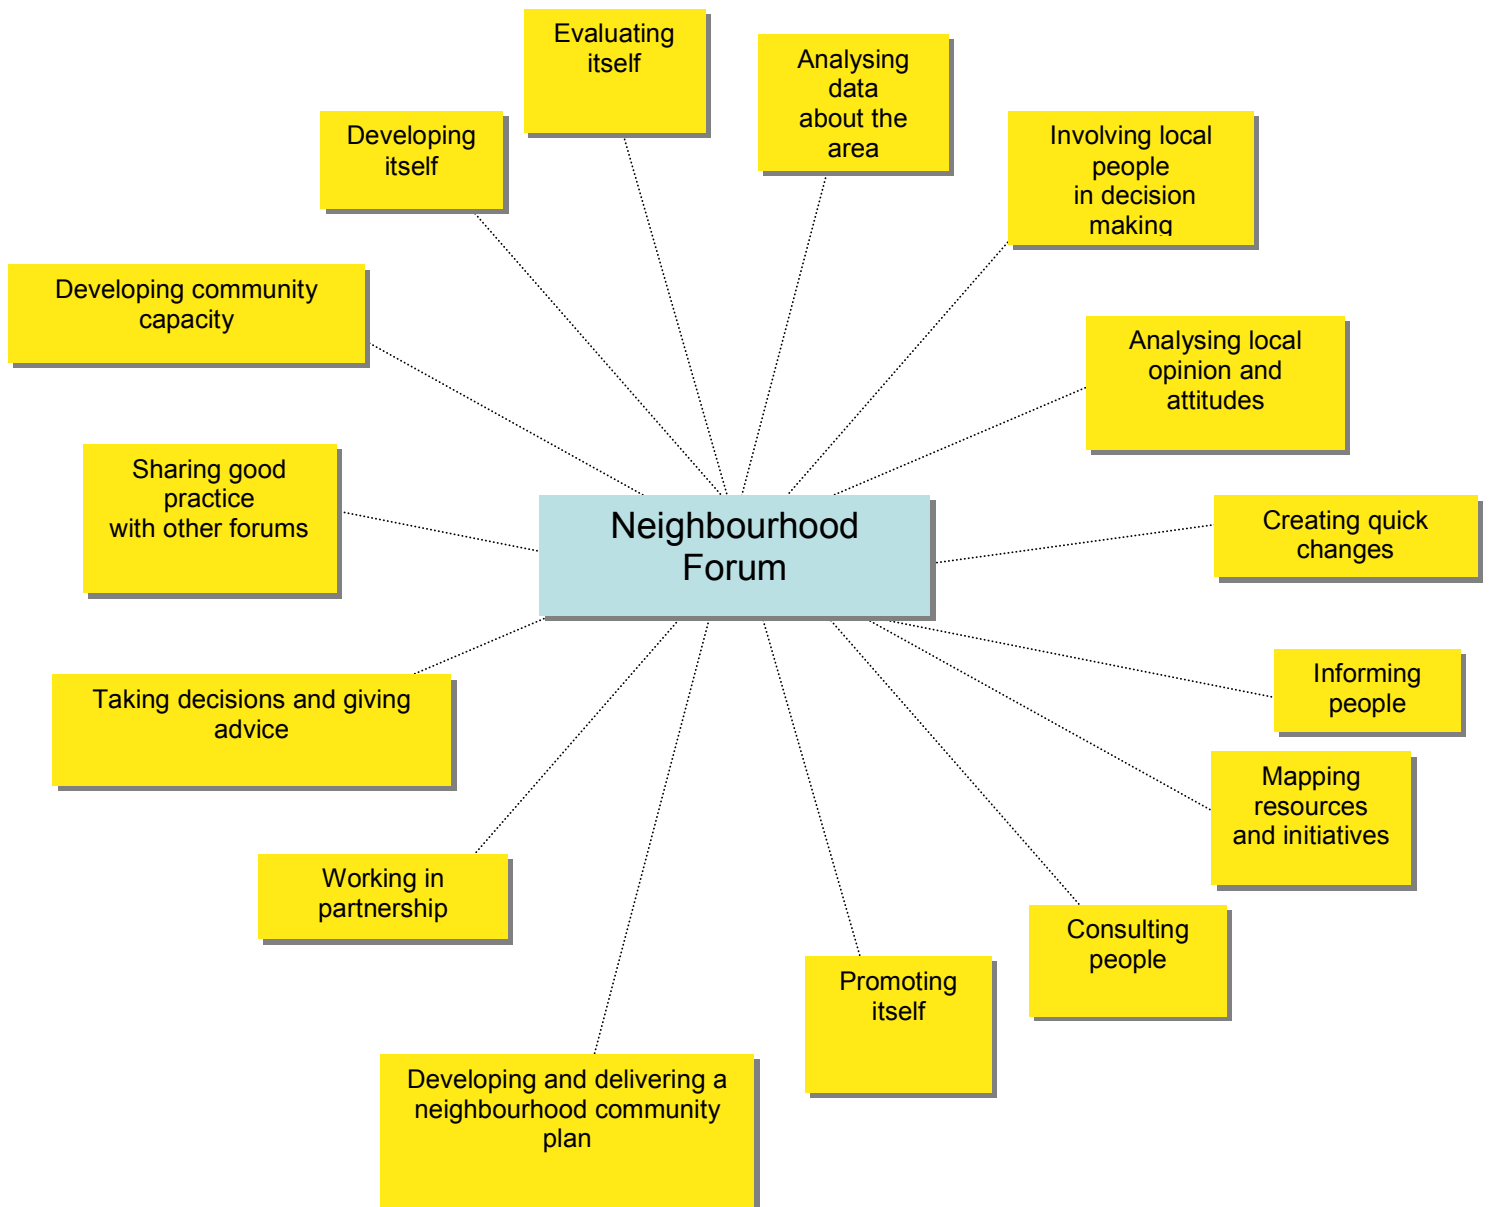 Evaluating
itself
Analysing
data
about the
area
Developing
itself
Involving local
people
in decision
making
Developing community
capacity
Analysing local
opinion and
attitudes
Sharing good
practice
with other forums
Neighbourhood
Forum
Creating quick
changes
Informing
people
Taking decisions and giving
advice
Mapping
resources
and initiatives
Working in
partnership
Consulting
people
Promoting
itself
Developing and delivering a
neighbourhood community
plan